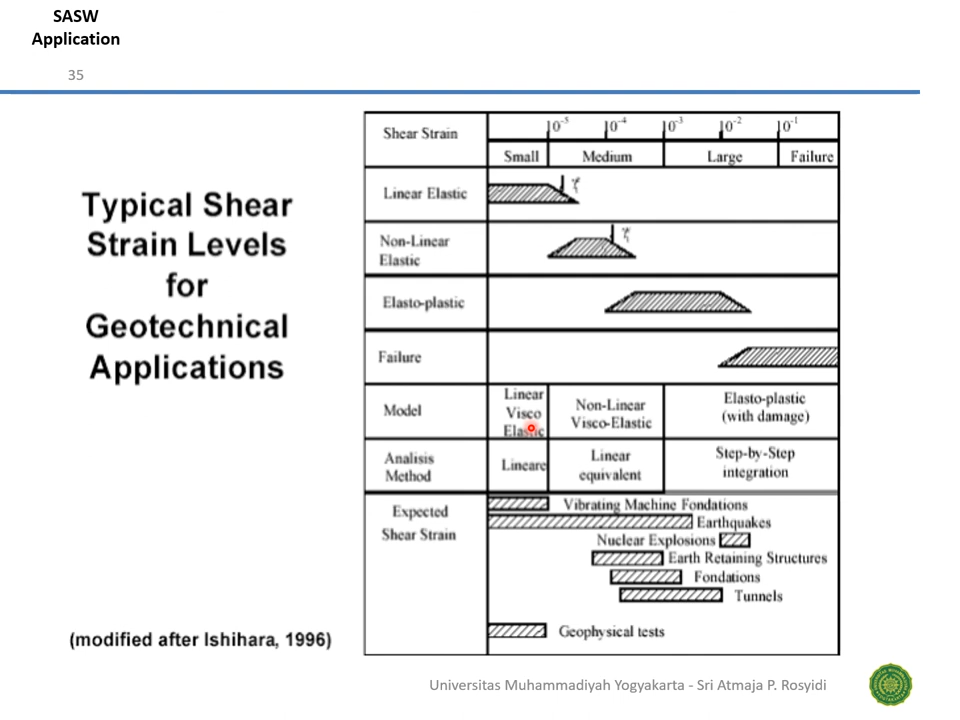 SASW
Application
35
Typical Shear
Strain Levels
for
Geotechnical
Applications
(modified after Ishihara, 1996)
Shear Strain
10⁻⁵ 10⁻⁴ 10⁻³ 10⁻² 10⁻¹
Small Medium Large Failure
Linear Elastic
Non-Linear
Elastic
Elasto-plastic
Failure
Model
Linear
Visco
Elastic
Non-Linear
Visco-Elastic
Elasto-plastic
(with damage)
Analisis
Method
Lineare
Linear
equivalent
Step-by-Step
integration
Expected
Shear Strain
Vibrating Machine Fondations
Earthquakes
Nuclear Explosions
Earth Retaining Structures
Fondations
Tunnels
Geophysical tests
Universitas Muhammadiyah Yogyakarta - Sri Atmaja P. Rosyidi